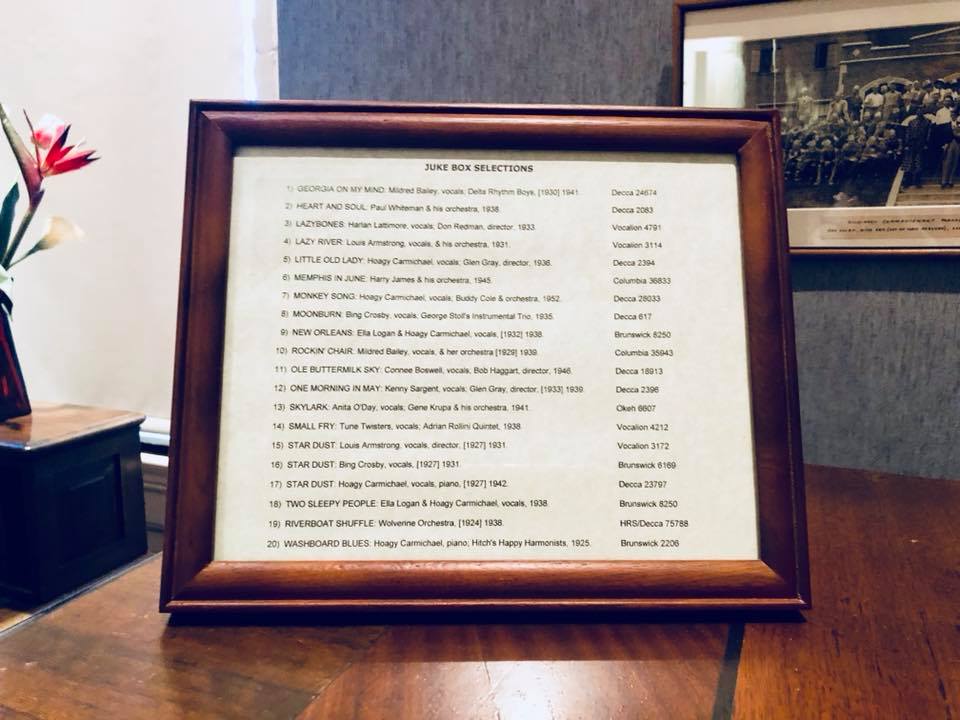 JUKE BOX SELECTIONS
1) GEORGIA ON MY MIND: Mildred Bailey, vocals; Delta Rhythm Boys, [1930] 1941. Decca 24674
2) HEART AND SOUL: Paul Whiteman & his orchestra, 1938. Decca 2083
3) LAZYBONES: Harlan Lattimore, vocals; Don Redman, director, 1933. Vocalion 4791
4) LAZY RIVER: Louis Armstrong, vocals, & his orchestra, 1931. Vocalion 3114
5) LITTLE OLD LADY: Hoagy Carmichael, vocals; Glen Gray, director, 1938. Decca 2394
6) MEMPHIS IN JUNE: Harry James & his orchestra, 1945. Columbia 36833
7) MONKEY SONG: Hoagy Carmichael, vocals; Buddy Cole & orchestra, 1952. Decca 28033
8) MOONBURN: Bing Crosby, vocals; George Stoll's Instrumental Trio, 1935. Decca 617
9) NEW ORLEANS: Ella Logan & Hoagy Carmichael, vocals, [1932] 1938. Brunswick 8250
10) ROCKIN' CHAIR: Mildred Bailey, vocals, & her orchestra [1929] 1939. Columbia 35943
11) OLE BUTTERMILK SKY: Connee Boswell, vocals; Bob Haggart, director, 1946. Decca 18913
12) ONE MORNING IN MAY: Kenny Sargent, vocals; Glen Gray, director, [1933] 1939. Decca 2396
13) SKYLARK: Anita O'Day, vocals; Gene Krupa & his orchestra, 1941. Okeh 6607
14) SMALL FRY: Tune Twisters, vocals; Adrian Rollini Quintet, 1938. Vocalion 4212
15) STAR DUST: Louis Armstrong, vocals, director, [1927] 1931. Vocalion 3172
16) STAR DUST: Bing Crosby, vocals, [1927] 1931. Brunswick 6169
17) STAR DUST: Hoagy Carmichael, vocals, piano, [1927] 1942. Decca 23797
18) TWO SLEEPY PEOPLE: Ella Logan & Hoagy Carmichael, vocals, 1938. Brunswick 8250
19) RIVERBOAT SHUFFLE: Wolverine Orchestra, [1924] 1938. HRS/Decca 75788
20) WASHBOARD BLUES: Hoagy Carmichael, piano; Hitch's Happy Harmonists, 1925. Brunswick 2206